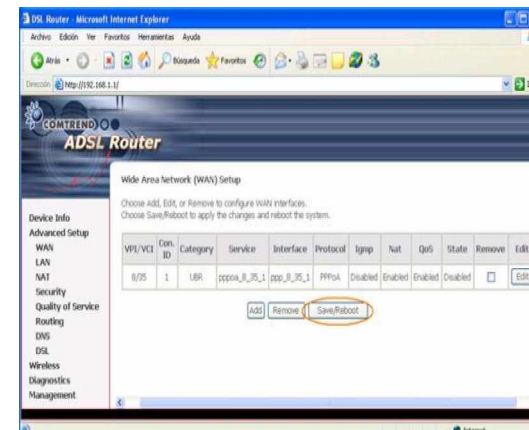 DSL Router - Microsoft Internet Explorer
Archivo Edición Ver Favoritos Herramientas Ayuda
Atrás Búsqueda Favoritos
Dirección http://192.168.1.1/
COMTREND
ADSL Router
Device Info
Advanced Setup
WAN
LAN
NAT
Security
Quality of Service
Routing
DNS
DSL
Wireless
Diagnostics
Management
Wide Area Network (WAN) Setup
Choose Add, Edit, or Remove to configure WAN interfaces.
Choose Save/Reboot to apply the changes and reboot the system.
VPI/VCI Con. ID Category Service Interface Protocol Igmp Nat QoS State Remove Edit
8/35 1 UBR pppoa_8_35_1 ppp_8_35_1 PPPoA Disabled Enabled Enabled Disabled Edit
Add Remove Save/Reboot